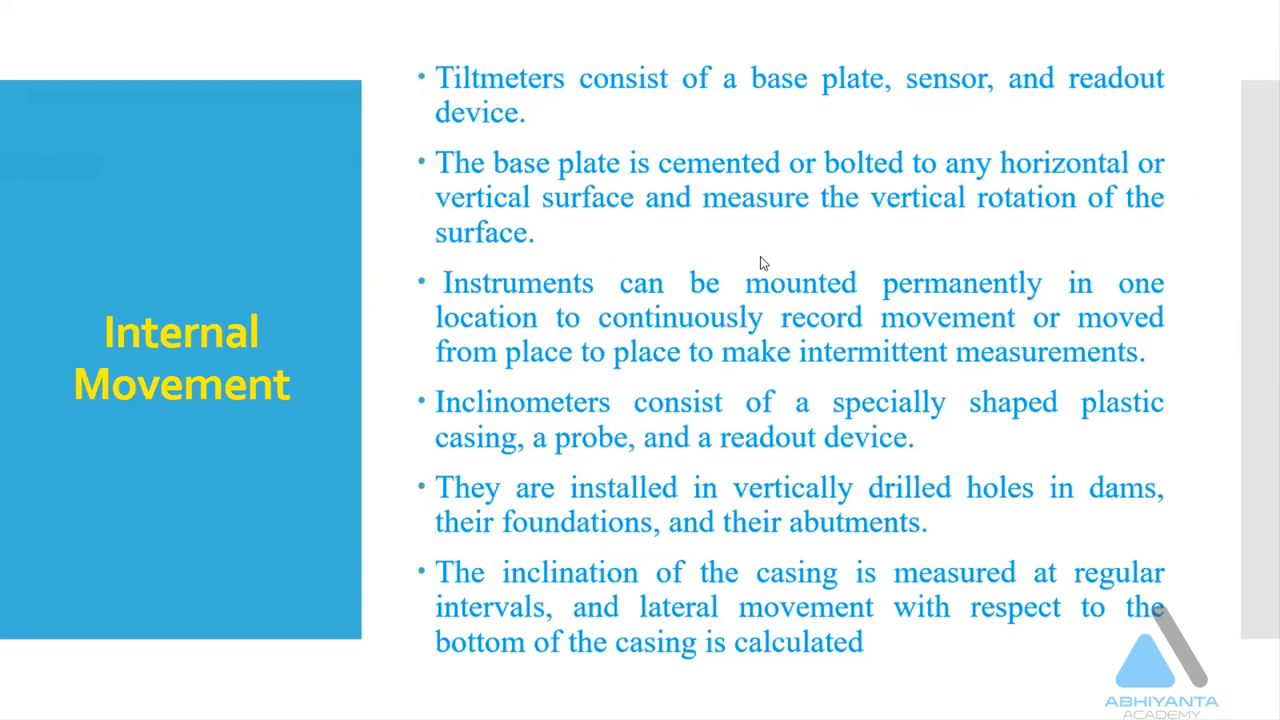 Internal
Movement
• Tiltmeters consist of a base plate, sensor, and readout
device.
• The base plate is cemented or bolted to any horizontal or
vertical surface and measure the vertical rotation of the
surface.
• Instruments can be mounted permanently in one
location to continuously record movement or moved
from place to place to make intermittent measurements.
• Inclinometers consist of a specially shaped plastic
casing, a probe, and a readout device.
• They are installed in vertically drilled holes in dams,
their foundations, and their abutments.
• The inclination of the casing is measured at regular
intervals, and lateral movement with respect to the
bottom of the casing is calculated
ABHIYANTA
ACADEMY